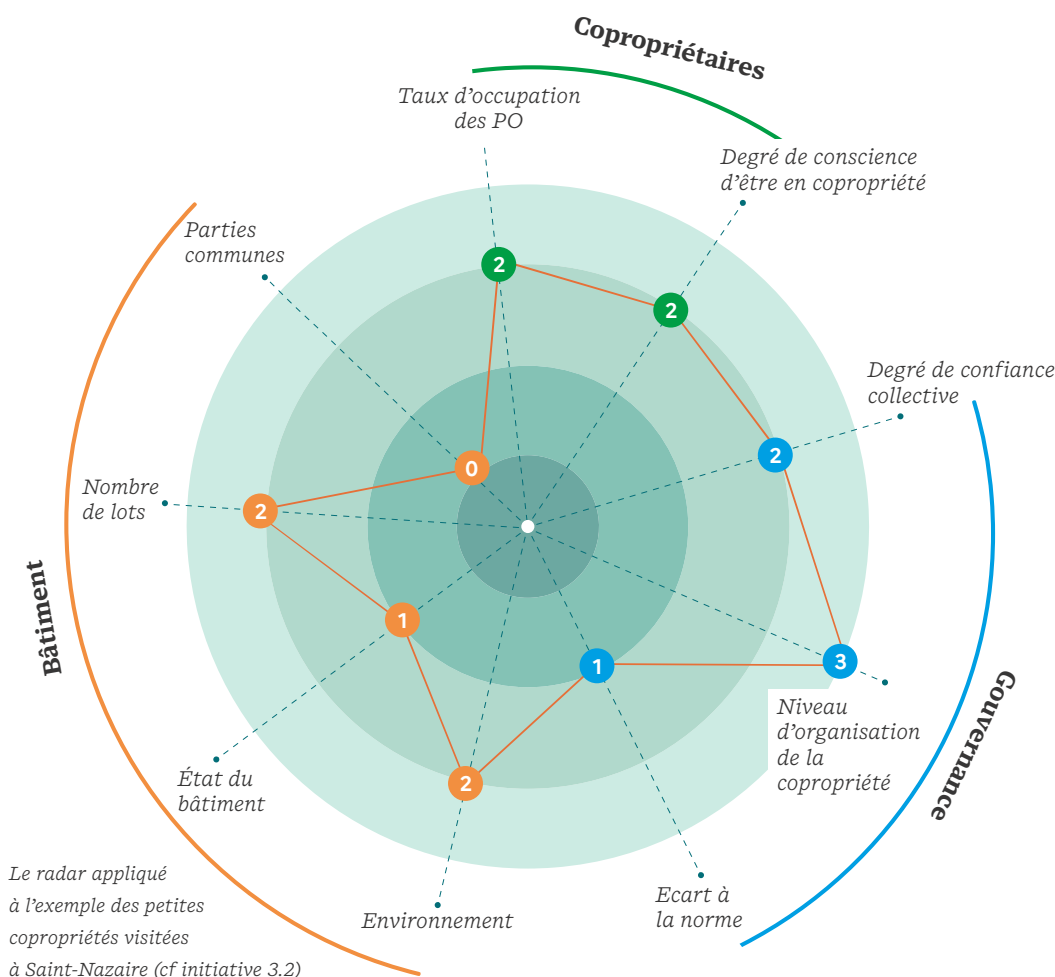 Copropriétaires
Taux d’occupation
des PO
Degré de conscience
d’être en copropriété
Parties
communes
2
2
Degré de confiance
collective
2
0
Nombre
de lots
2
Bâtiment
1
1
3
Gouvernance
Niveau
d’organisation
de la
copropriété
État du
bâtiment
2
Ecart à
la norme
Environnement
Le radar appliqué
à l’exemple des petites
copropriétés visitées
à Saint-Nazaire (cf initiative 3.2)